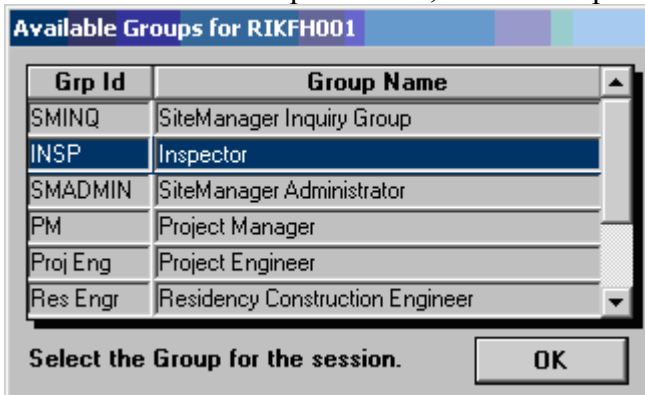 Available Groups for RIKFH001
Grp Id Group Name
SMINQ SiteManager Inquiry Group
INSP Inspector
SMADMIN SiteManager Administrator
PM Project Manager
Proj Eng Project Engineer
Res Engr Residency Construction Engineer
Select the Group for the session. OK